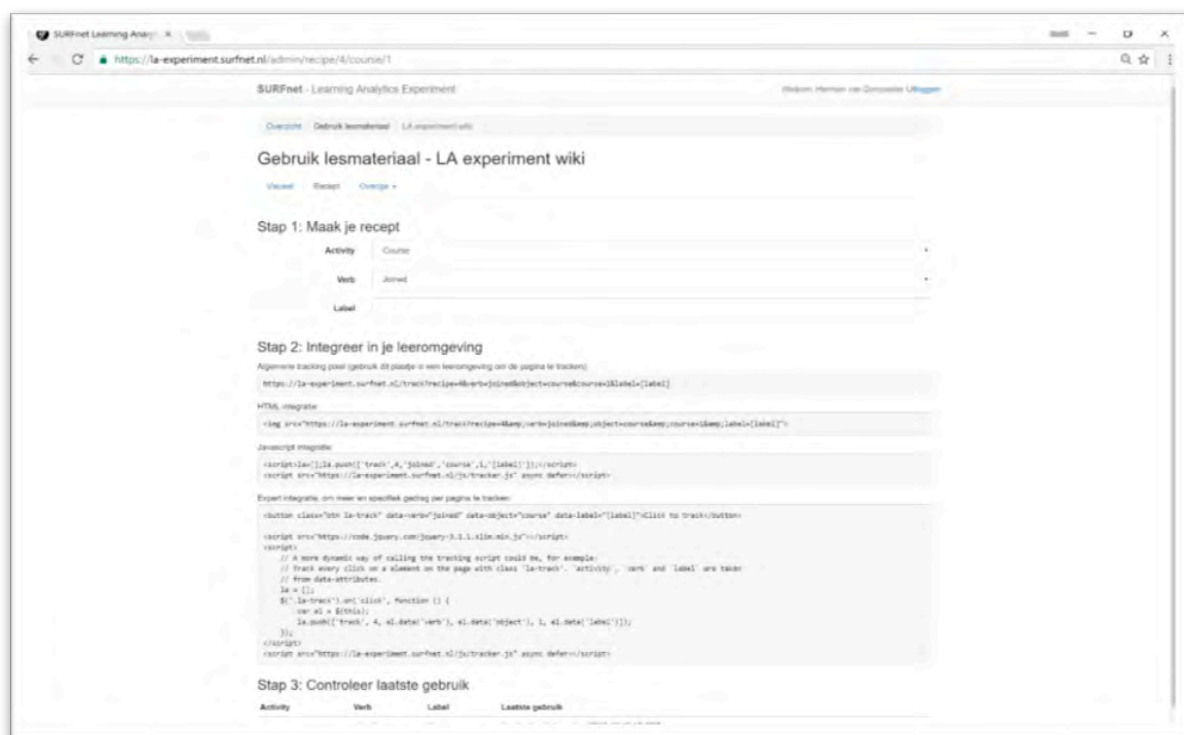 SURFnet Learning Analy
https://la-experiment.surfnet.nl/admin/recipe/4/course/1
SURFnet - Learning Analytics Experiment
Welkom, Herman van Uitloggen
Overzicht Gebruik lesmateriaal LA experiment wiki
Gebruik lesmateriaal - LA experiment wiki
Visueel Recept Overige
Stap 1: Maak je recept
Activity Course
Verb Joined
Label
Stap 2: Integreer in je leeromgeving
Algemene tracking pixel (gebruik dit plaatje in een leeromgeving om de pagina te tracken):
https://la-experiment.surfnet.nl/track?recipe=4&verb=joined&object=course&course=1&label=[label]
HTML integratie:
<img src="https://la-experiment.surfnet.nl/track?recipe=4&amp;verb=joined&amp;object=course&amp;course=1&amp;label=[label]">
Javascript integratie:
<script>la=[];la.push(['track',4,'joined','course',1,'[label]']);</script>
<script src="https://la-experiment.surfnet.nl/js/tracker.js" async defer></script>
Expert integratie, om meer en specifiek gedrag per pagina te tracken:
<button class="btn la-track" data-verb="joined" data-object="course" data-label="[label]">Click to track</button>
<script src="https://code.jquery.com/jquery-3.1.1.slim.min.js"></script>
<script>
// A more dynamic way of calling the tracking script could be, for example:
// Track every click on a element on the page with class `la-track`. `activity`, `verb` and `label` are taken
// from data-attributes.
la = [];
$('.la-track').on('click', function () {
var el = $(this);
la.push(['track', 4, el.data('verb'), el.data('object'), 1, el.data('label')]);
});
</script>
<script src="https://la-experiment.surfnet.nl/js/tracker.js" async defer></script>
Stap 3: Controleer laatste gebruik
Activity Verb Label Laatste gebruik